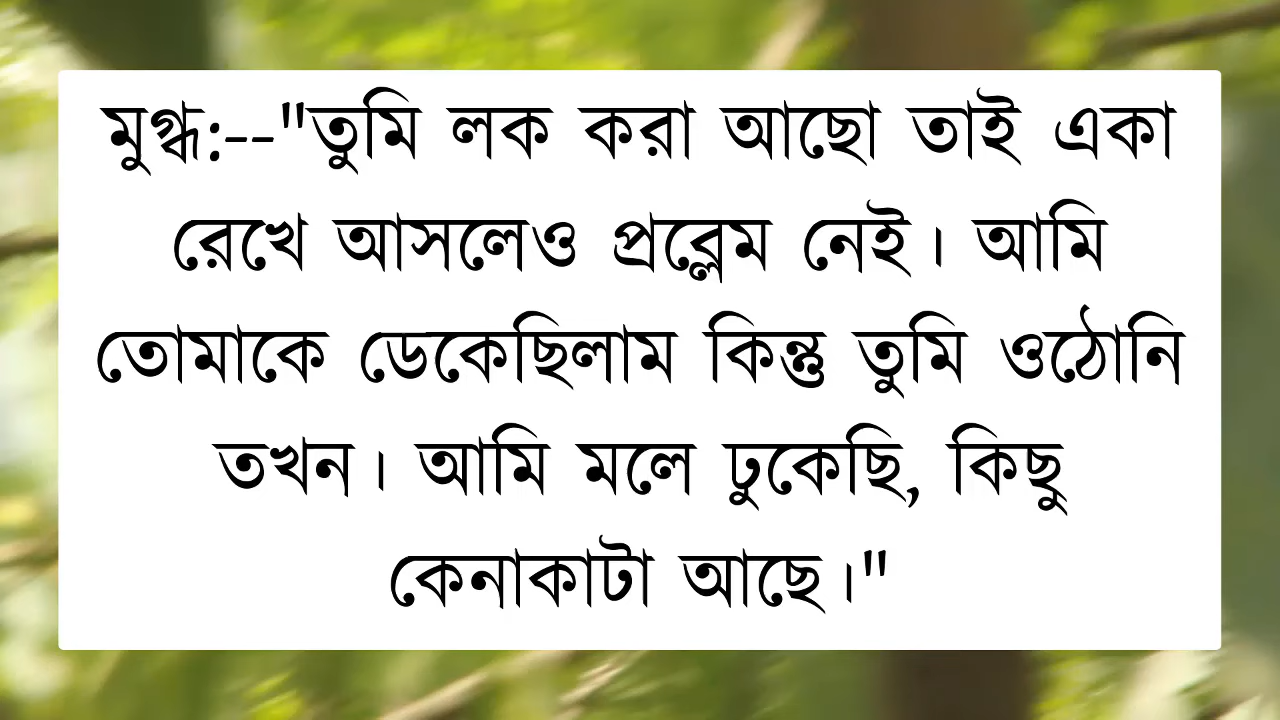 মুগ্ধ:--"তুমি লক করা আছো তাই একা
রেখে আসলেও প্রব্লেম নেই। আমি
তোমাকে ডেকেছিলাম কিন্তু তুমি ওঠোনি
তখন। আমি মলে ঢুকেছি, কিছু
কেনাকাটা আছে।"